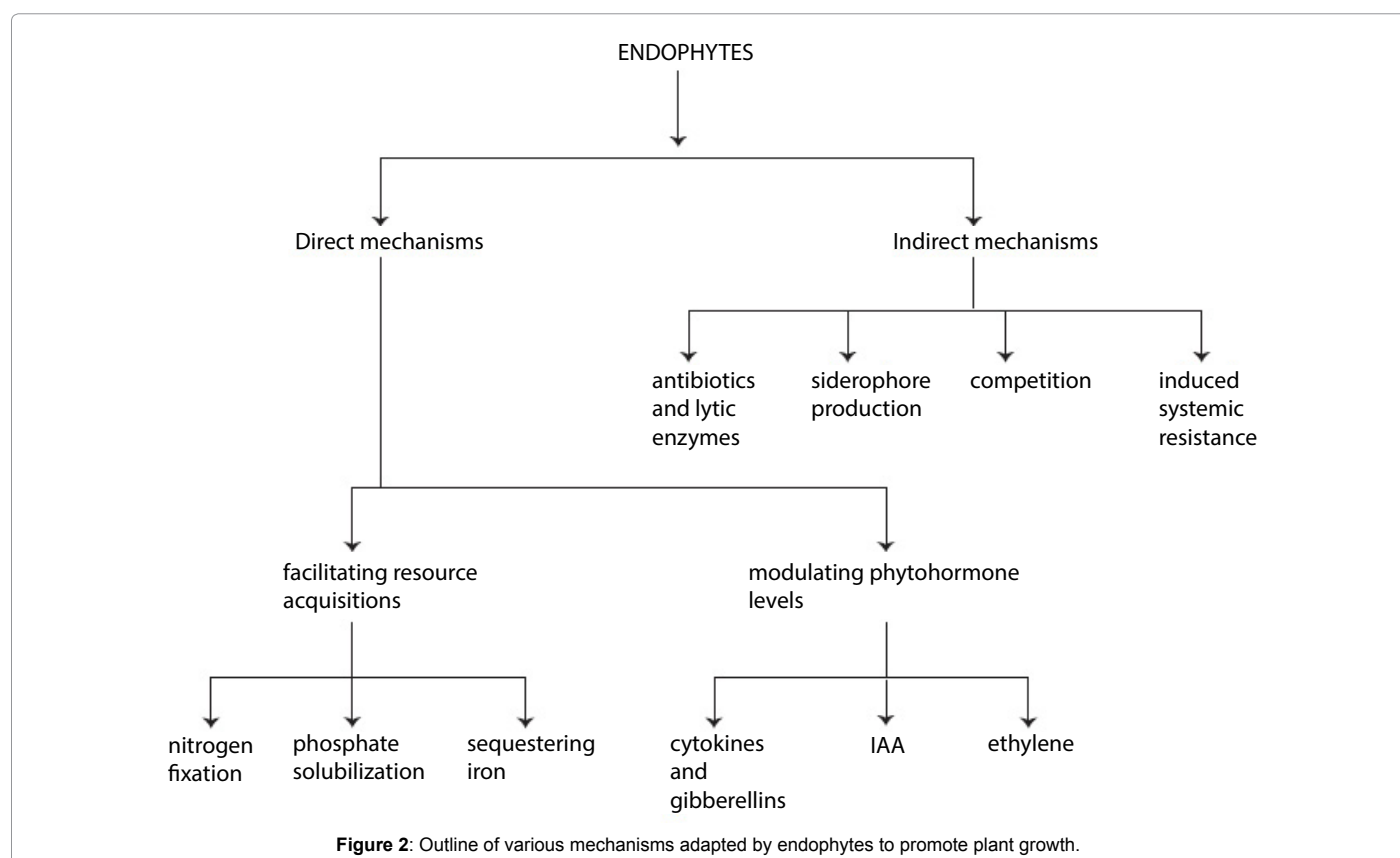 ENDOPHYTES
Direct mechanisms
Indirect mechanisms
antibiotics
and lytic
enzymes
siderophore
production
competition
induced
systemic
resistance
facilitating resource
acquisitions
modulating phytohormone
levels
nitrogen
fixation
phosphate
solubilization
sequestering
iron
cytokines
and
gibberellins
IAA
ethylene
Figure 2: Outline of various mechanisms adapted by endophytes to promote plant growth.